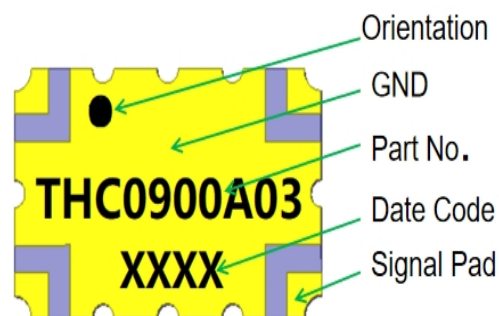 Orientation
GND
Part No.
THC0900A03
Date Code
XXXX
Signal Pad